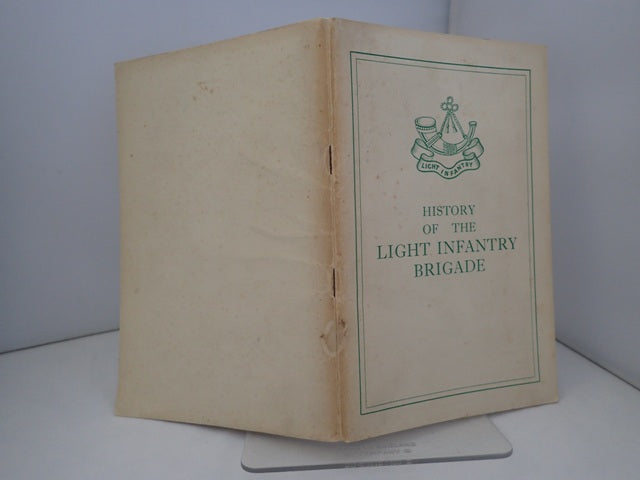 LIGHT INFANTRY
HISTORY
OF THE
LIGHT INFANTRY
BRIGADE